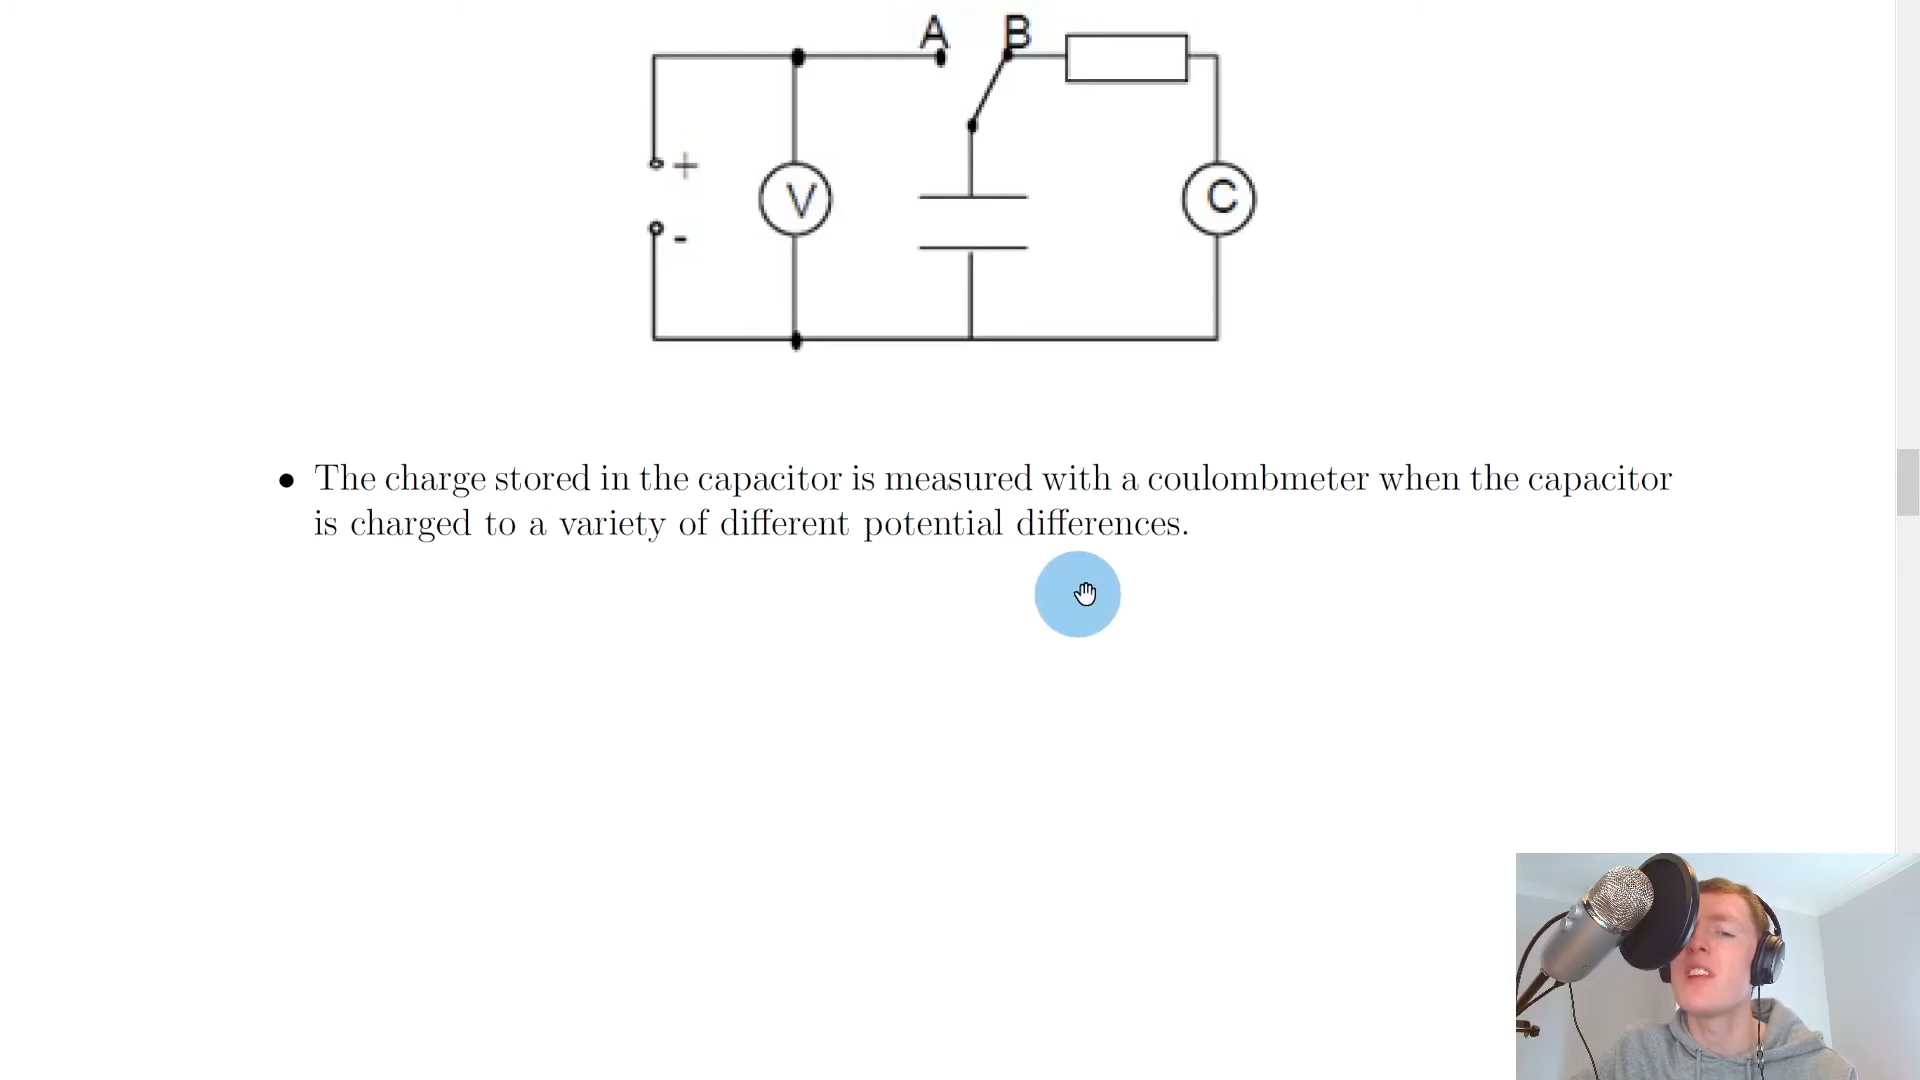 A B
+
V
C
-
• The charge stored in the capacitor is measured with a coulombmeter when the capacitor
is charged to a variety of different potential differences.